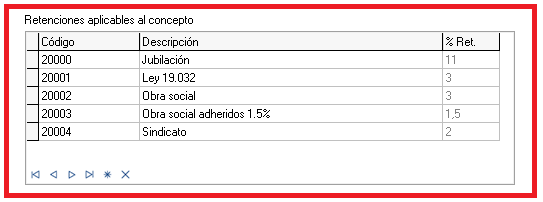 Retenciones aplicables al concepto
Código Descripción % Ret.
20000 Jubilación 11
20001 Ley 19.032 3
20002 Obra social 3
20003 Obra social adheridos 1.5% 1,5
20004 Sindicato 2